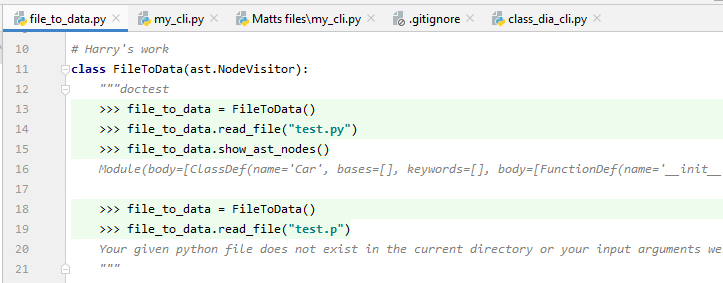 file_to_data.py my_cli.py Matts files\my_cli.py .gitignore class_dia_cli.py
10 # Harry's work
11 class FileToData(ast.NodeVisitor):
12 """doctest
13 >>> file_to_data = FileToData()
14 >>> file_to_data.read_file("test.py")
15 >>> file_to_data.show_ast_nodes()
16 Module(body=[ClassDef(name='Car', bases=[], keywords=[], body=[FunctionDef(name='__init__
17
18 >>> file_to_data = FileToData()
19 >>> file_to_data.read_file("test.p")
20 Your given python file does not exist in the current directory or your input arguments we
21 """